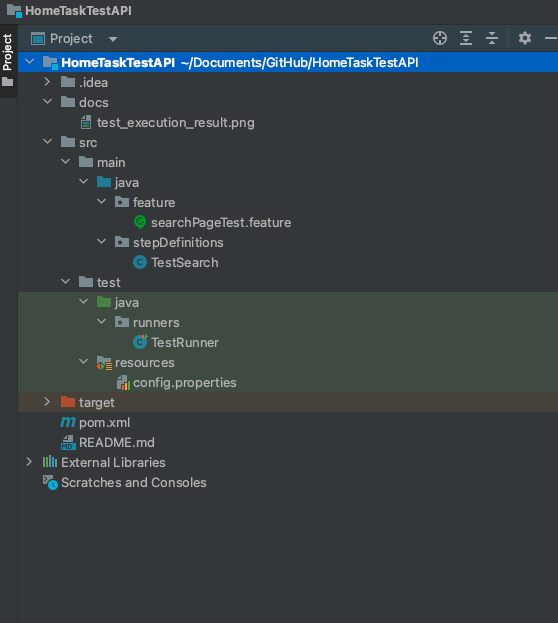 HomeTaskTestAPI
Project
Project
HomeTaskTestAPI ~/Documents/GitHub/HomeTaskTestAPI
.idea
docs
test_execution_result.png
src
main
java
feature
searchPageTest.feature
stepDefinitions
TestSearch
test
java
runners
TestRunner
resources
config.properties
target
pom.xml
README.md
External Libraries
Scratches and Consoles